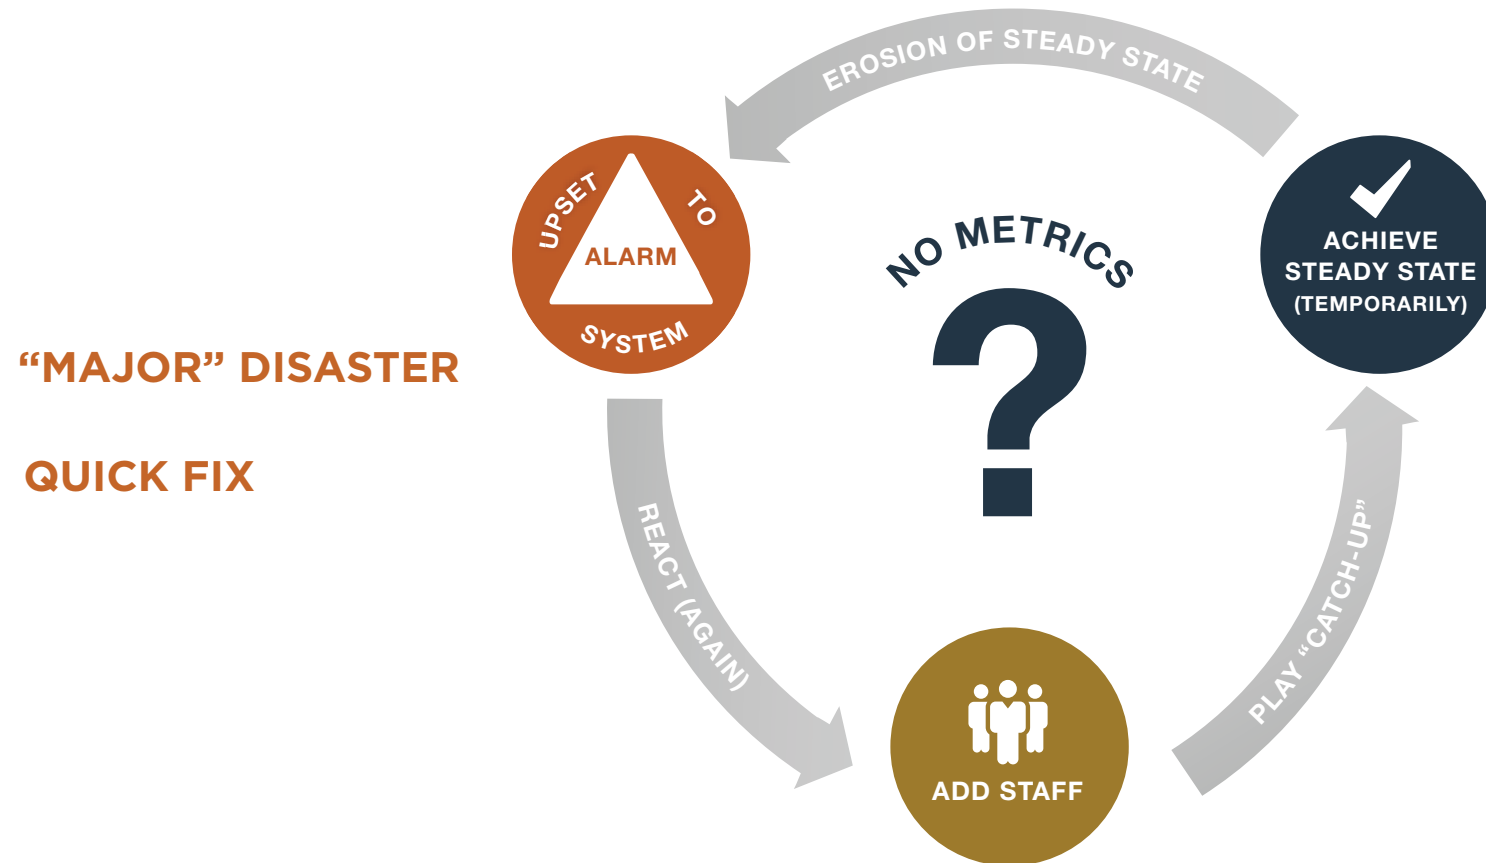 EROSION OF STEADY STATE
UPSET TO SYSTEM
ALARM
NO METRICS
?
ACHIEVE
STEADY STATE
(TEMPORARILY)
“MAJOR” DISASTER
QUICK FIX
REACT (AGAIN)
PLAY “CATCH-UP”
ADD STAFF